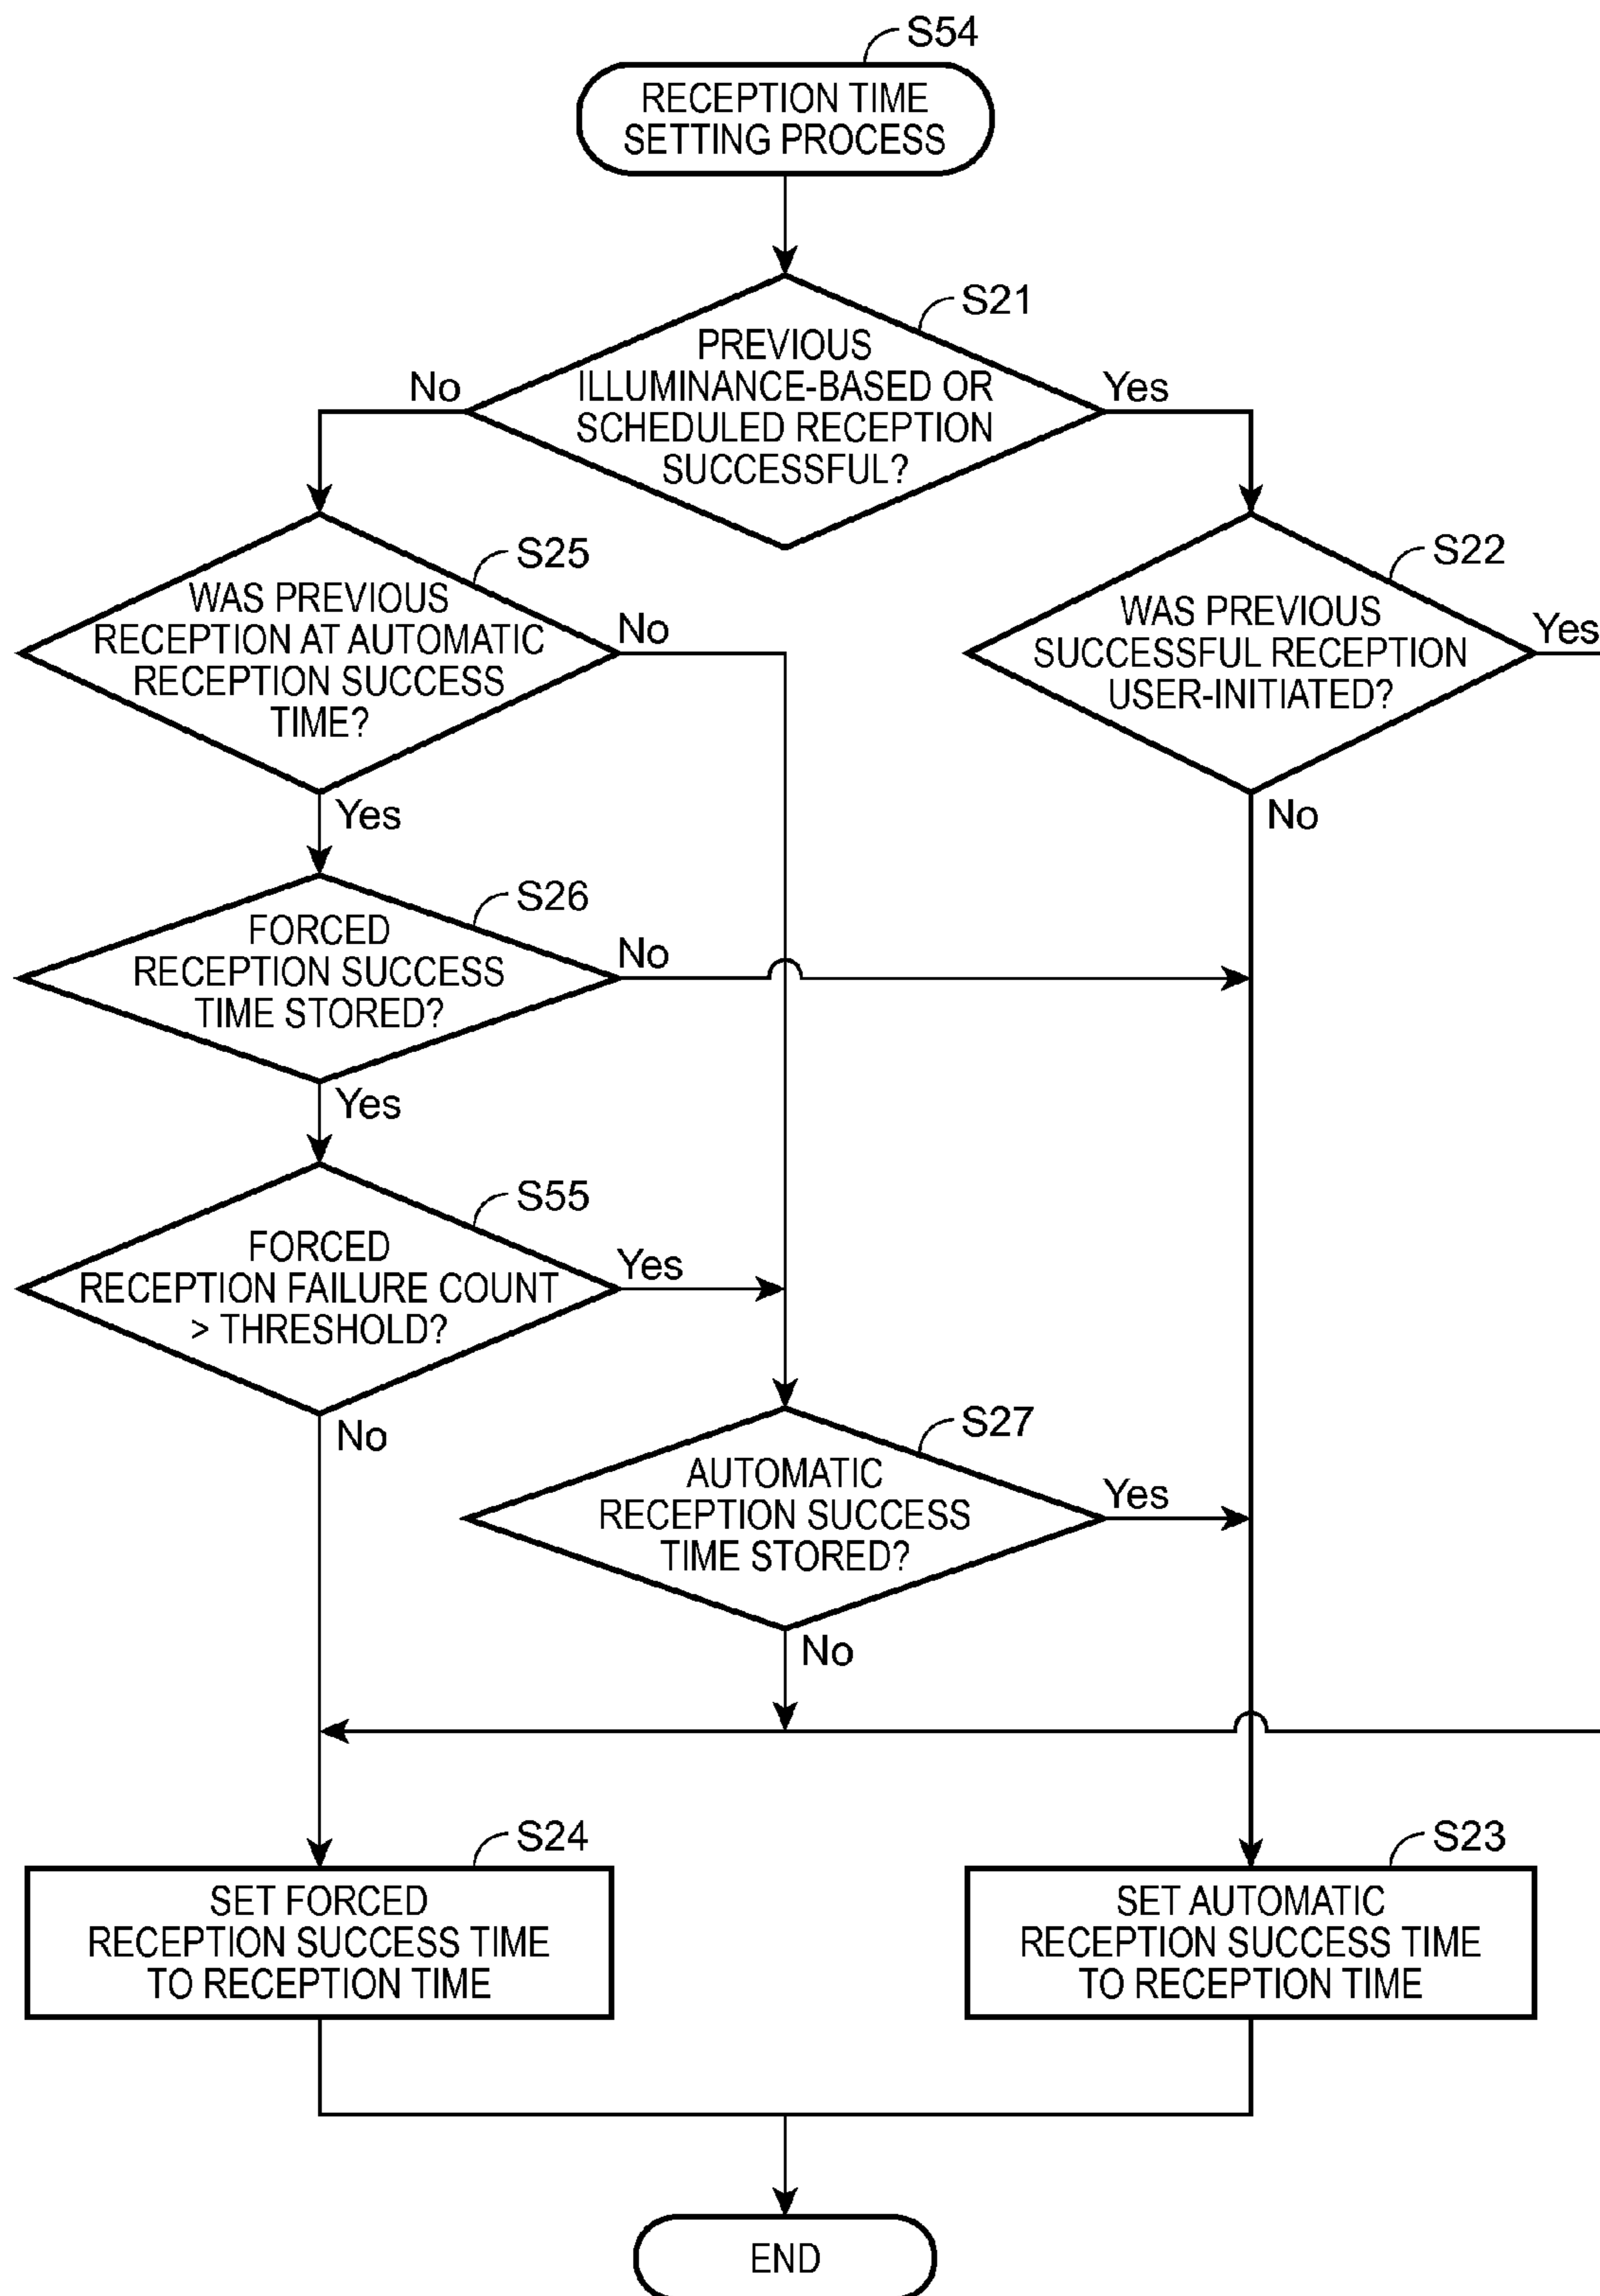 S54
RECEPTION TIME
SETTING PROCESS
S21
PREVIOUS
ILLUMINANCE-BASED OR
SCHEDULED RECEPTION
SUCCESSFUL?
No
Yes
S25
WAS PREVIOUS
RECEPTION AT AUTOMATIC
RECEPTION SUCCESS
TIME?
No
Yes
S22
WAS PREVIOUS
SUCCESSFUL RECEPTION
USER-INITIATED?
Yes
No
S26
FORCED
RECEPTION SUCCESS
TIME STORED?
No
Yes
S55
FORCED
RECEPTION FAILURE COUNT
> THRESHOLD?
Yes
No
S27
AUTOMATIC
RECEPTION SUCCESS
TIME STORED?
Yes
No
S24
SET FORCED
RECEPTION SUCCESS TIME
TO RECEPTION TIME
S23
SET AUTOMATIC
RECEPTION SUCCESS TIME
TO RECEPTION TIME
END